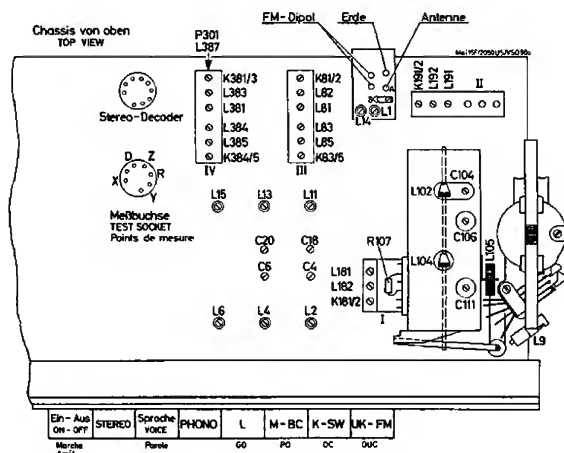 Chassis von oben
TOP VIEW
P301
L387
FM-Dipol
Erde
Antenne
K381/3
L383
L381
L384
L385
K384/5
IV
K81/2
L82
L81
L83
L85
K83/5
III
A
L14
L1
K191/2
L192
L191
II
Stereo-Decoder
D
Z
X
R
Y
Meßbuchse
TEST SOCKET
Points de mesure
L15
L13
L11
C20
C18
C6
C4
L6
L4
L2
R107
L181
L182
K181/2
I
L102
C104
C106
L104
L105
C111
L9
Ein-Aus
ON-OFF
STEREO
Sprache
VOICE
PHONO
L
M-BC
K-SW
UK-FM
Marche
Arrêt
Parole
GO
PO
OC
OUC